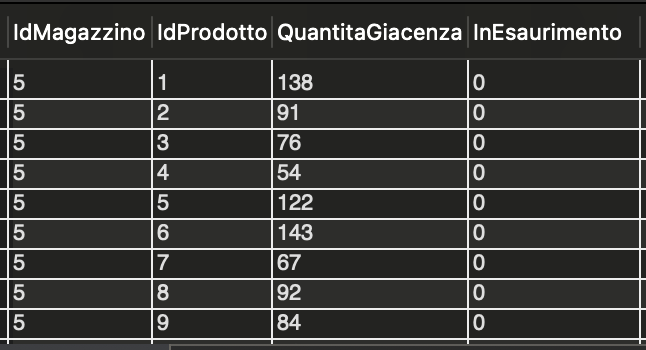 IdMagazzino IdProdotto QuantitaGiacenza InEsaurimento
5 1 138 0
5 2 91 0
5 3 76 0
5 4 54 0
5 5 122 0
5 6 143 0
5 7 67 0
5 8 92 0
5 9 84 0